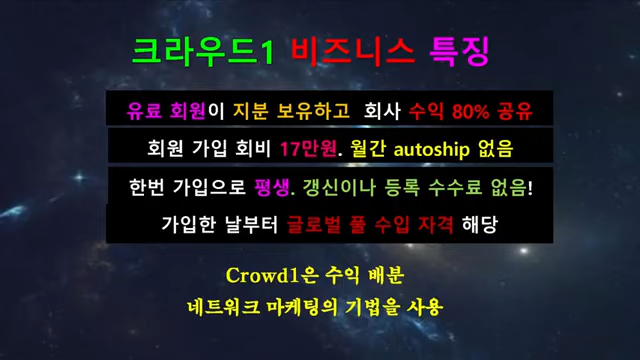 크라우드1 비즈니스 특징
유료 회원이 지분 보유하고 회사 수익 80% 공유
회원 가입 회비 17만원. 월간 autoship 없음
한번 가입으로 평생. 갱신이나 등록 수수료 없음!
가입한 날부터 글로벌 풀 수입 자격 해당
Crowd1은 수익 배분
네트워크 마케팅의 기법을 사용